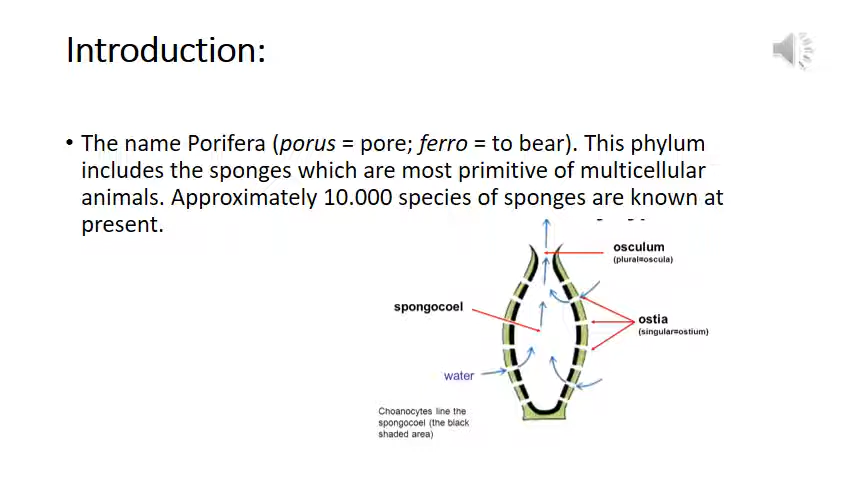 Introduction:
• The name Porifera (porus = pore; ferro = to bear). This phylum
includes the sponges which are most primitive of multicellular
animals. Approximately 10.000 species of sponges are known at
present.
osculum
(plural=oscula)
spongocoel
ostia
(singular=ostium)
water
Choanocytes line the
spongocoel (the black
shaded area)